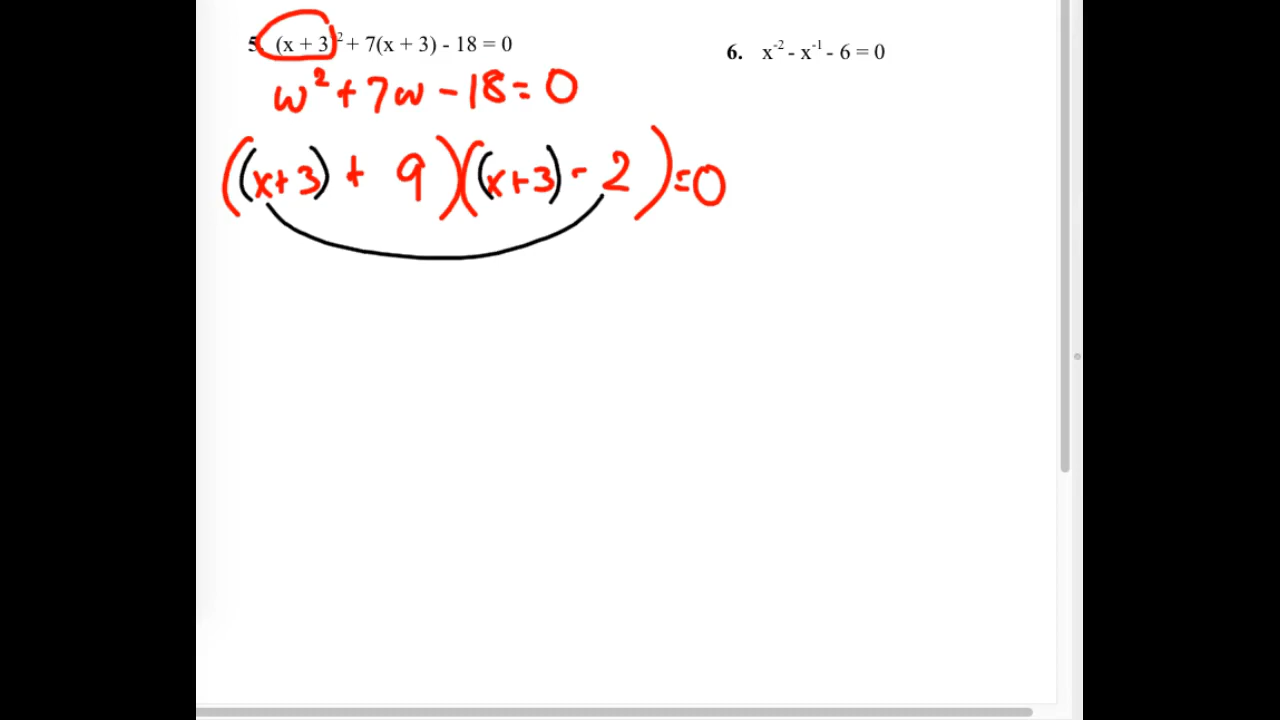 5. (x + 3)² + 7(x + 3) - 18 = 0
w² + 7w - 18 = 0
((x+3) + 9)((x+3) - 2) = 0
6. x⁻² - x⁻¹ - 6 = 0